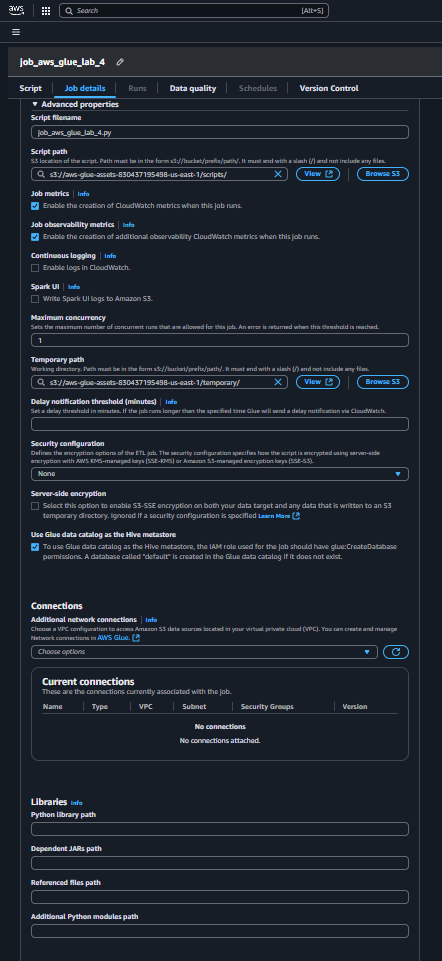 aws
Search
[Alt+S]
job_aws_glue_lab_4
Script
Job details
Runs
Data quality
Schedules
Version Control
Advanced properties
Script filename
job_aws_glue_lab_4.py
Script path
S3 location of the script. Path must be in the form s3://bucket/prefix/path/. It must end with a slash (/) and not include any files.
s3://aws-glue-assets-830437195498-us-east-1/scripts/
View
Browse S3
Job metrics
Info
Enable the creation of CloudWatch metrics when this job runs.
Job observability metrics
Info
Enable the creation of additional observability CloudWatch metrics when this job runs.
Continuous logging
Info
Enable logs in CloudWatch.
Spark UI
Info
Write Spark UI logs to Amazon S3.
Maximum concurrency
Sets the maximum number of concurrent runs that are allowed for this job. An error is returned when this threshold is reached.
1
Temporary path
Working directory. Path must be in the form s3://bucket/prefix/path/. It must end with a slash (/) and not include any files.
s3://aws-glue-assets-830437195498-us-east-1/temporary/
View
Browse S3
Delay notification threshold (minutes)
Info
Set a delay threshold in minutes. If the job runs longer than the specified time Glue will send a delay notification via CloudWatch.
Security configuration
Defines the encryption options of the ETL job. The security configuration specifies how the script is encrypted using server-side
encryption with AWS KMS-managed keys (SSE-KMS) or Amazon S3-managed encryption keys (SSE-S3).
None
Server-side encryption
Select this option to enable S3-SSE encryption on both your data target and any data that is written to an S3
temporary directory. Ignored if a security configuration is specified Learn More
Use Glue data catalog as the Hive metastore
To use Glue data catalog as the Hive metastore, the IAM role used for the job should have glue:CreateDatabase
permissions. A database called "default" is created in the Glue data catalog if it does not exist.
Connections
Additional network connections
Info
Choose a VPC configuration to access Amazon S3 data sources located in your virtual private cloud (VPC). You can create and manage
Network connections in AWS Glue.
Choose options
Current connections
These are the connections currently associated with the job.
Name
Type
VPC
Subnet
Security Groups
Version
No connections
No connections attached.
Libraries
Info
Python library path
Dependent JARs path
Referenced files path
Additional Python modules path